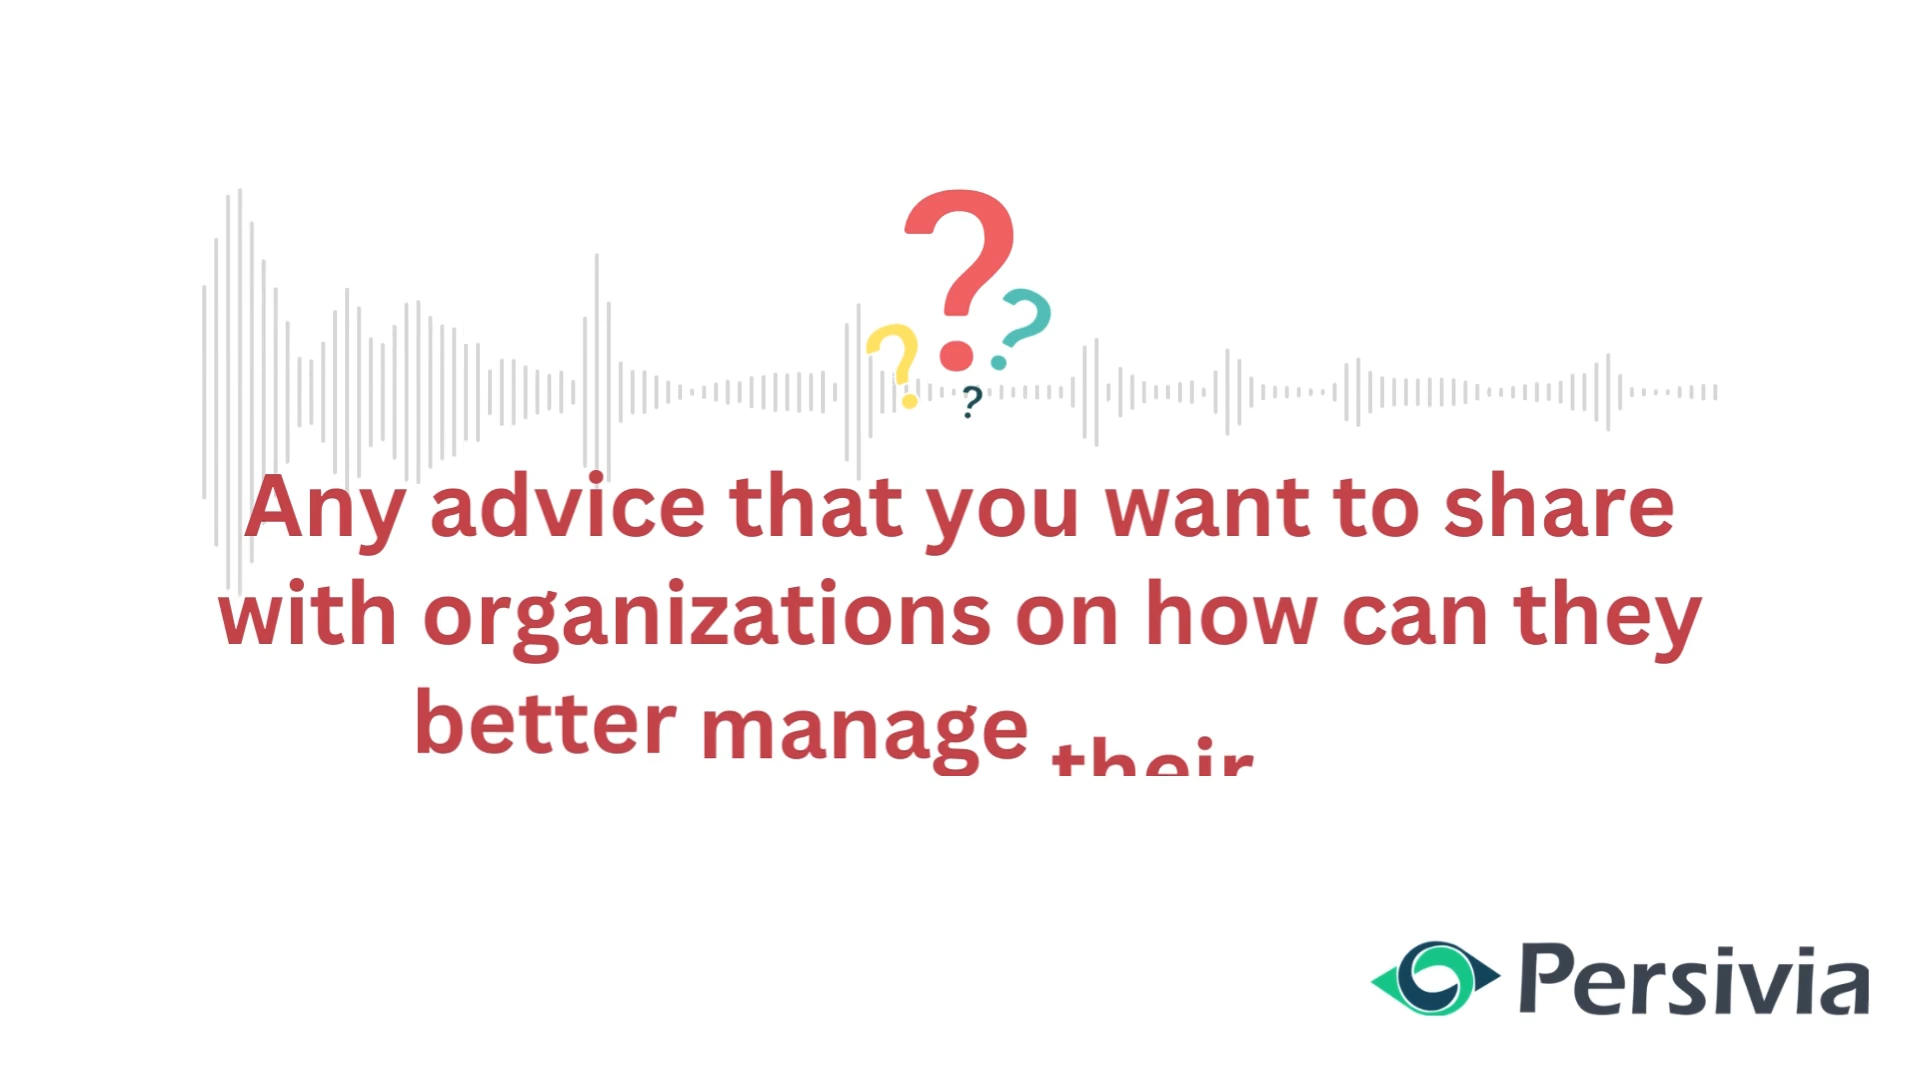 Any advice that you want to share
with organizations on how can they
better manage their
Persivia